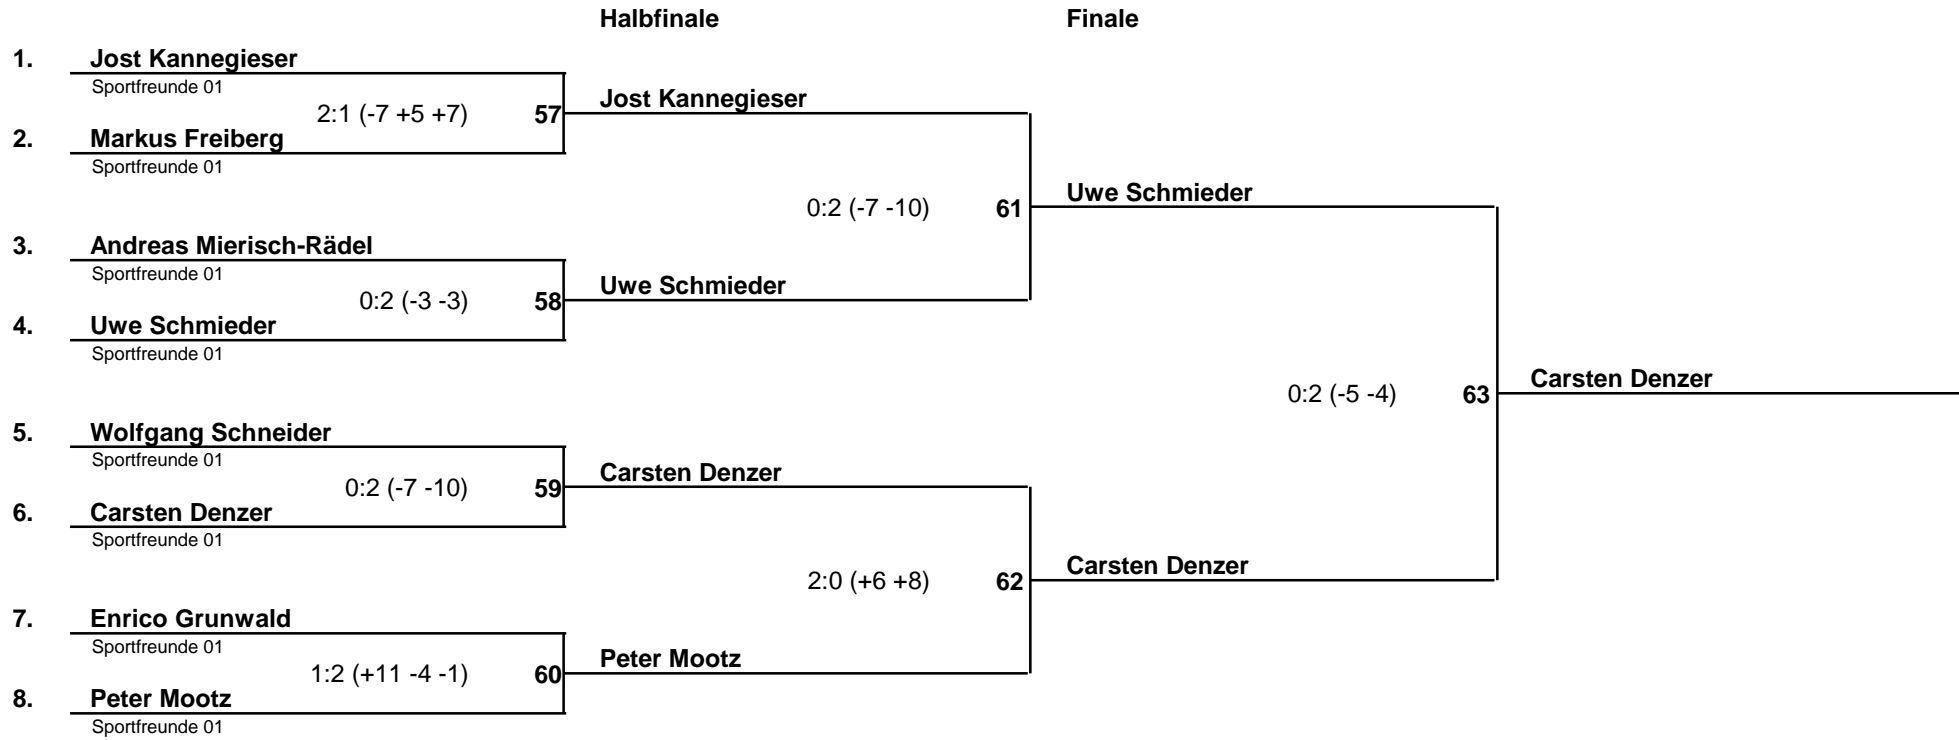 Halbfinale Finale
1. Jost Kannegieser
Sportfreunde 01
Jost Kannegieser
2:1 (-7 +5 +7) 57
2. Markus Freiberg
Sportfreunde 01
Uwe Schmieder
0:2 (-7 -10) 61
3. Andreas Mierisch-Rädel
Sportfreunde 01
Uwe Schmieder
0:2 (-3 -3) 58
4. Uwe Schmieder
Sportfreunde 01
Carsten Denzer
0:2 (-5 -4) 63
5. Wolfgang Schneider
Sportfreunde 01
Carsten Denzer
0:2 (-7 -10) 59
6. Carsten Denzer
Sportfreunde 01
Carsten Denzer
2:0 (+6 +8) 62
7. Enrico Grunwald
Sportfreunde 01
Peter Mootz
1:2 (+11 -4 -1) 60
8. Peter Mootz
Sportfreunde 01